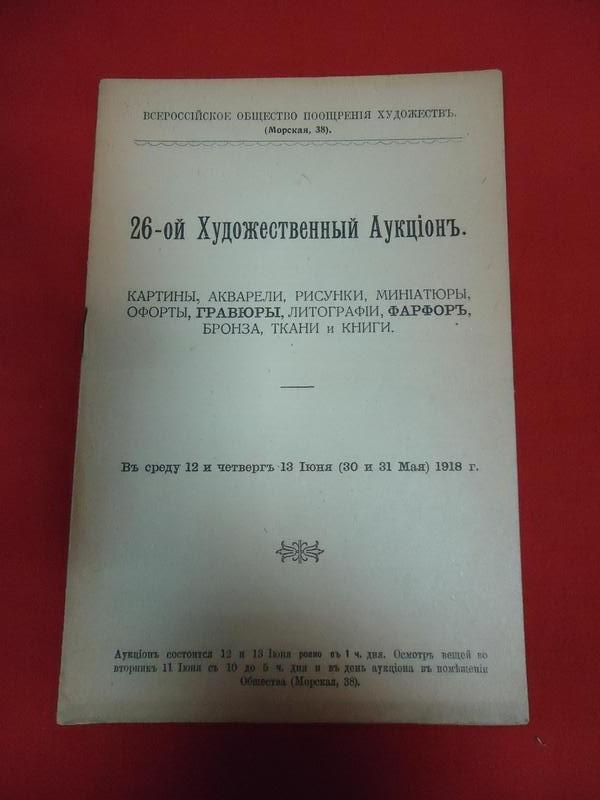 ВСЕРОССІЙСКОЕ ОБЩЕСТВО ПООЩРЕНІЯ ХУДОЖЕСТВЪ.
(Морская, 38).
26-ой Художественный Аукціонъ.
КАРТИНЫ, АКВАРЕЛИ, РИСУНКИ, МИНІАТЮРЫ,
ОФОРТЫ, ГРАВЮРЫ, ЛИТОГРАФІИ, ФАРФОРЪ,
БРОНЗА, ТКАНИ и КНИГИ.
Въ среду 12 и четвергъ 13 Іюня (30 и 31 Мая) 1918 г.
Аукціонъ состоится 12 и 13 Іюня ровно въ 1 ч. дня. Осмотръ вещей во
вторникъ 11 Іюня съ 10 до 5 ч. дня и въ день аукціона въ помѣщеніи
Общества (Морская, 38).